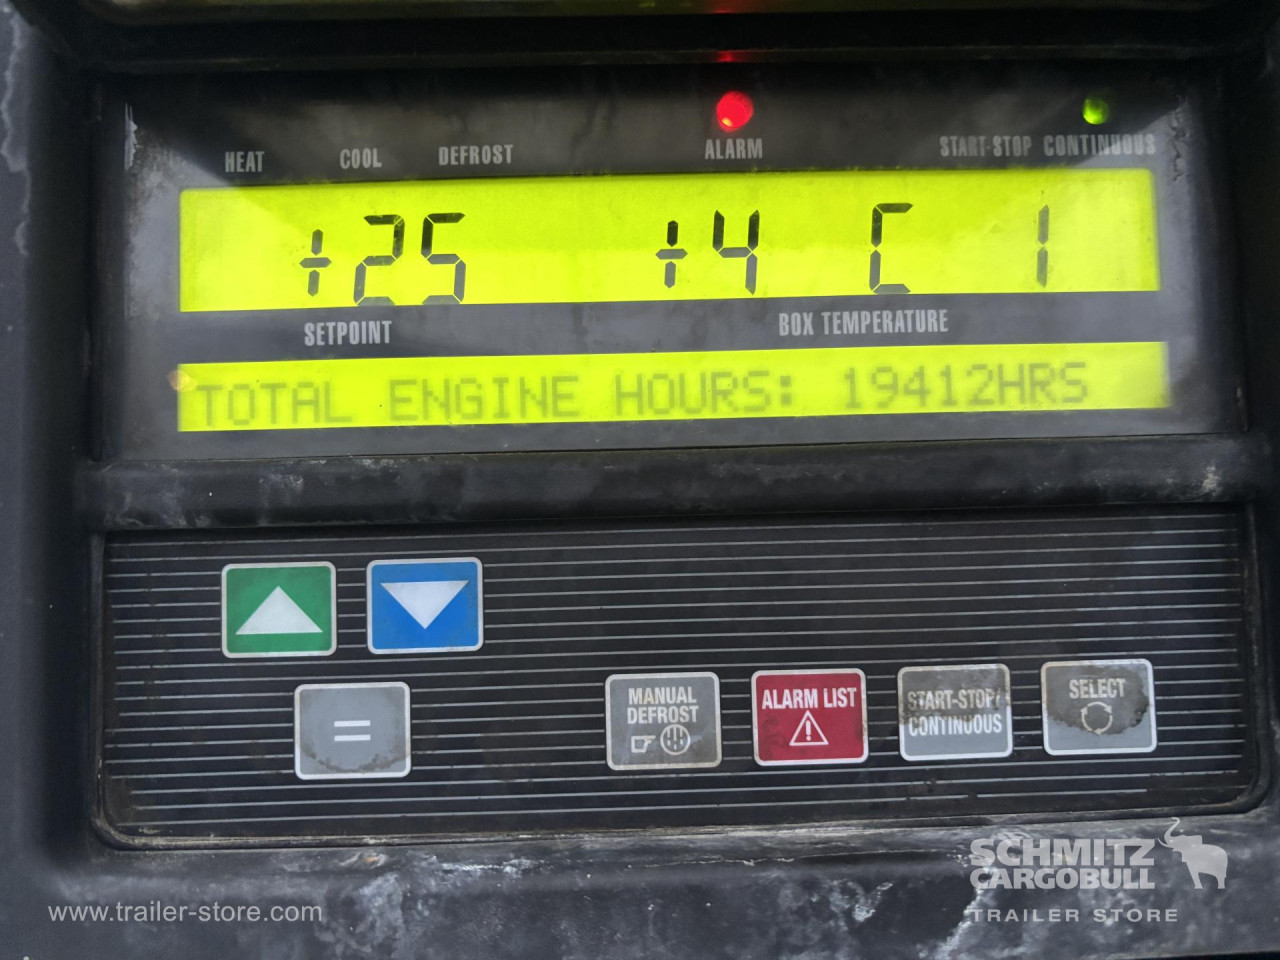 HEAT COOL DEFROST ALARM START-STOP CONTINUOUS
+25 +4 C 1
SETPOINT BOX TEMPERATURE
TOTAL ENGINE HOURS: 19412HRS
MANUAL DEFROST
ALARM LIST
START-STOP/
CONTINUOUS
SELECT
=
SCHMITZ
CARGOBULL
TRAILER STORE
www.trailer-store.com